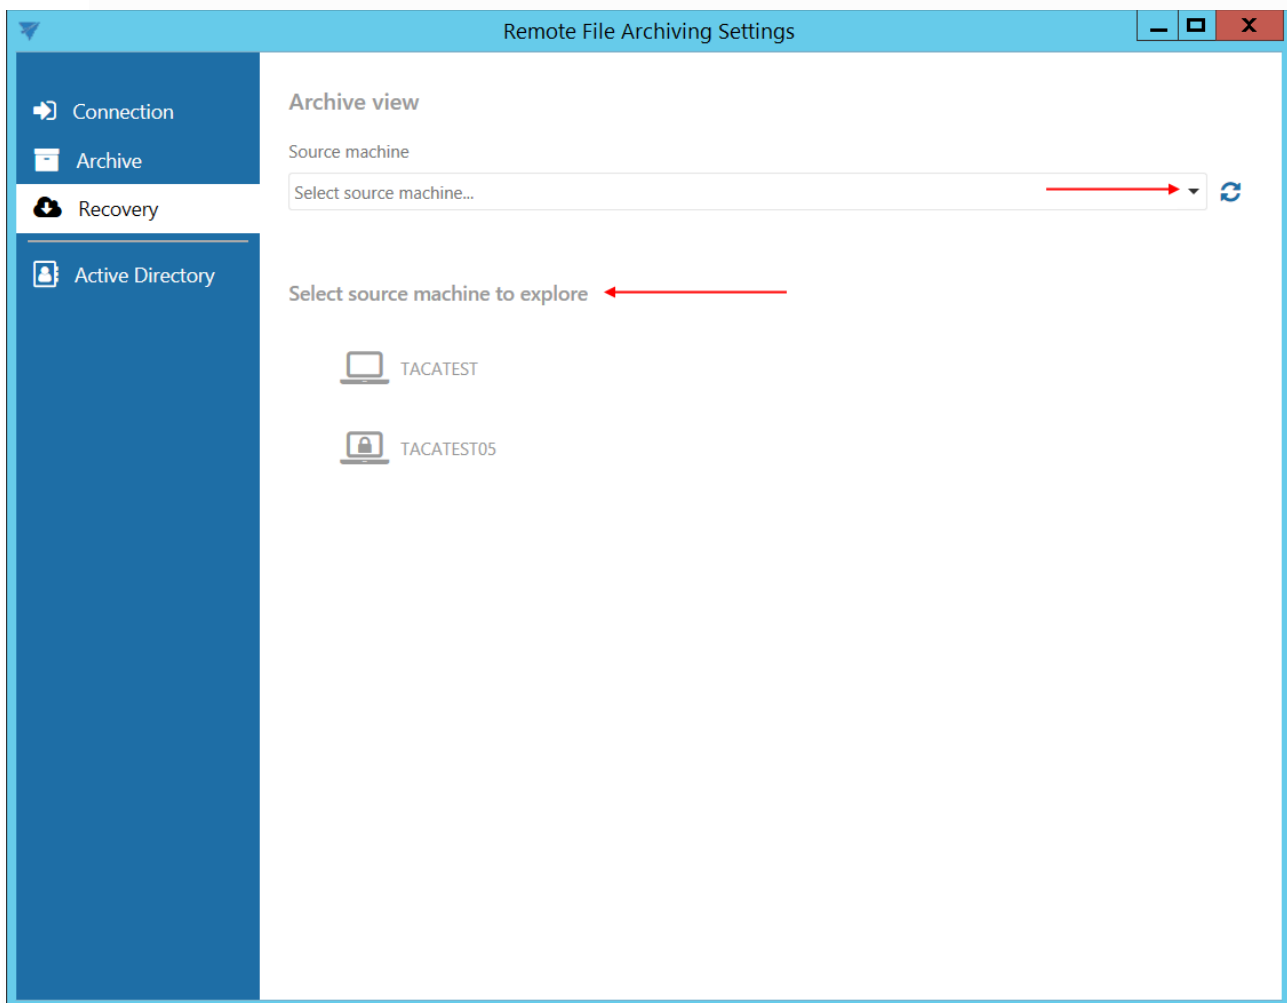 Remote File Archiving Settings
Connection
Archive
Recovery
Active Directory
Archive view
Source machine
Select source machine...
Select source machine to explore
TACATEST
TACATEST05